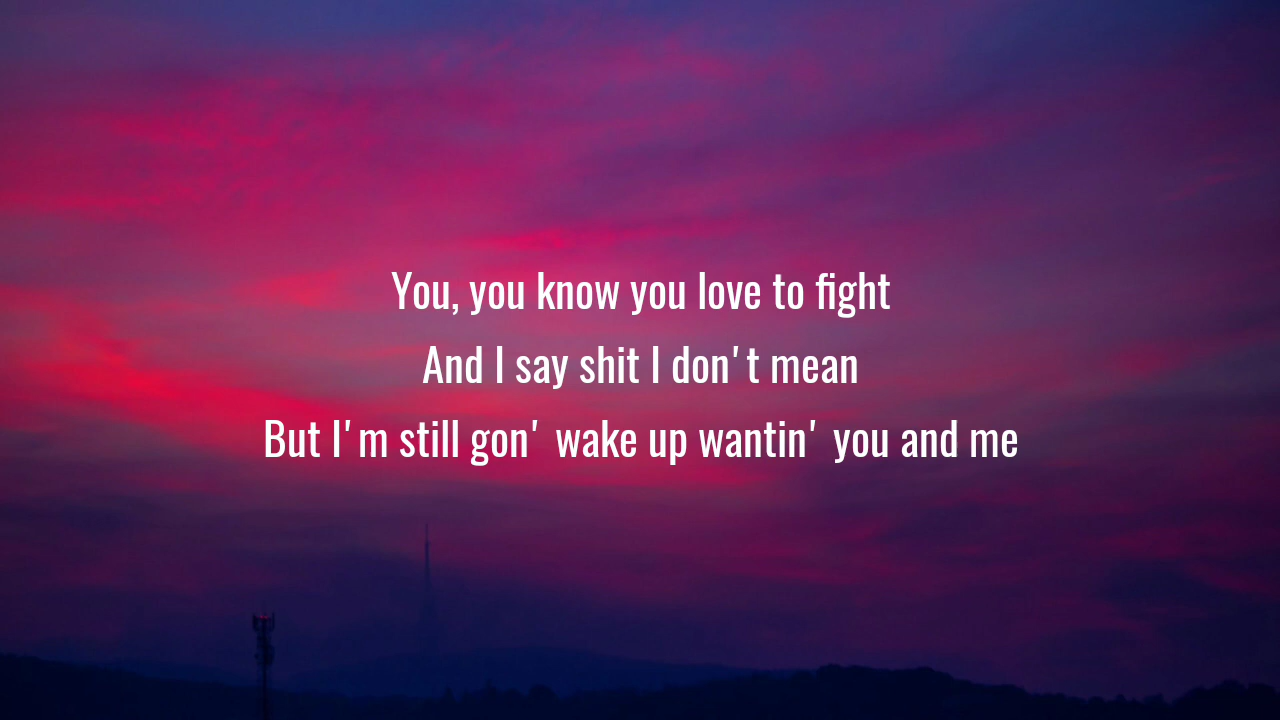 You, you know you love to fight
And I say shit I don't mean
But I'm still gon' wake up wantin' you and me